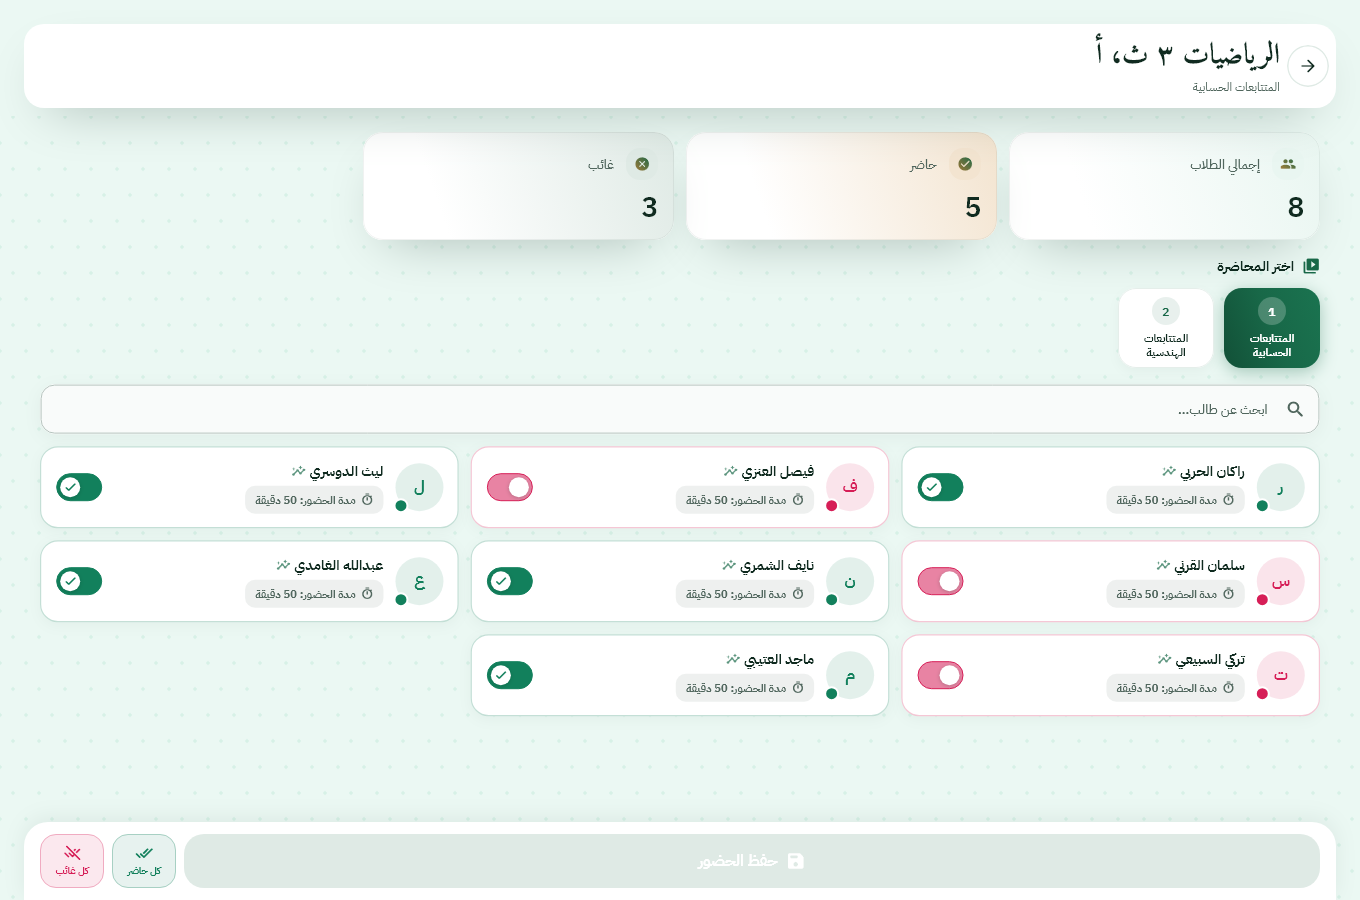 الرياضيات ٣ ث، أ
المتتابعات الحسابية
إجمالي الطلاب
8
حاضر
5
غائب
3
اختر المحاضرة
1
المتتابعات
الحسابية
2
المتتابعات
الهندسية
ابحث عن طالب...
ر
راكان الحربي
مدة الحضور: 50 دقيقة
ف
فيصل العنزي
مدة الحضور: 50 دقيقة
ل
ليث الدوسري
مدة الحضور: 50 دقيقة
س
سلمان القرني
مدة الحضور: 50 دقيقة
ن
نايف الشمري
مدة الحضور: 50 دقيقة
ع
عبدالله الغامدي
مدة الحضور: 50 دقيقة
ت
تركي السبيعي
مدة الحضور: 50 دقيقة
م
ماجد العتيبي
مدة الحضور: 50 دقيقة
حفظ الحضور
كل حاضر
كل غائب